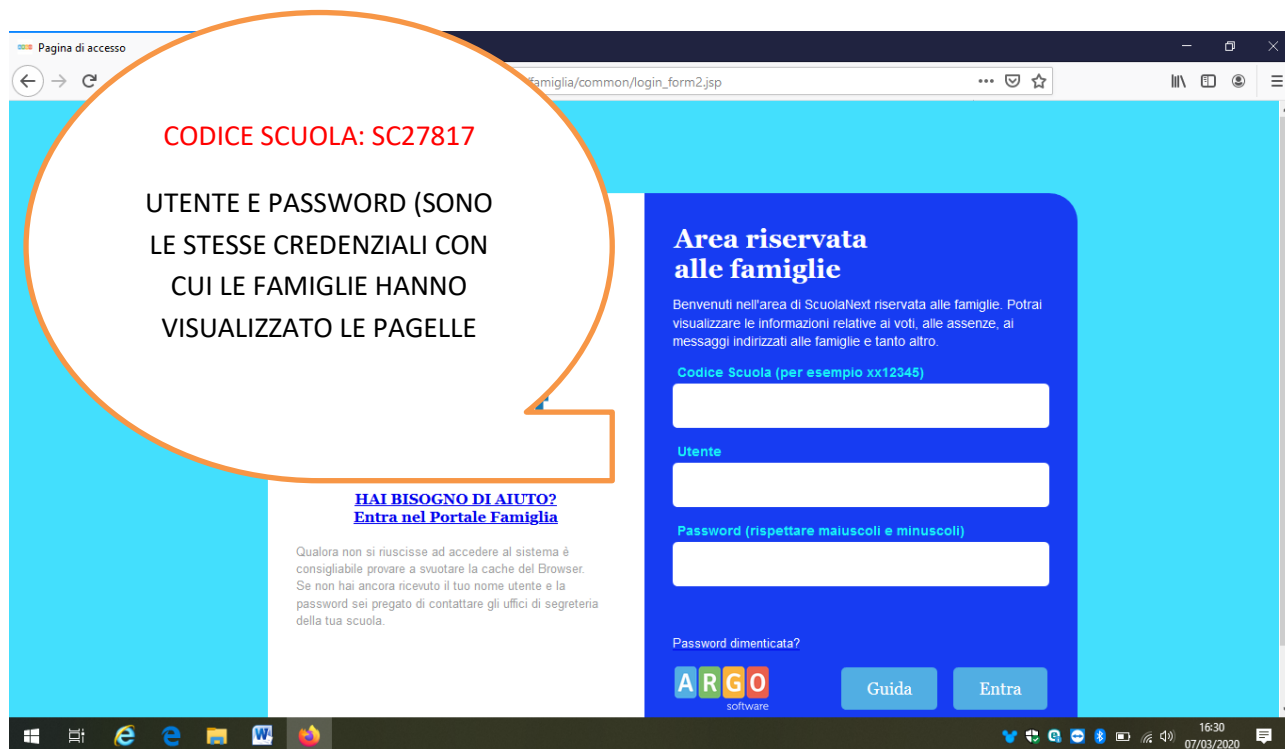 Pagina di accesso
famiglia/common/login_form2.jsp
CODICE SCUOLA: SC27817
UTENTE E PASSWORD (SONO
LE STESSE CREDENZIALI CON
CUI LE FAMIGLIE HANNO
VISUALIZZATO LE PAGELLE
HAI BISOGNO DI AIUTO?
Entra nel Portale Famiglia
Qualora non si riuscisse ad accedere al sistema è
consigliabile provare a svuotare la cache del Browser.
Se non hai ancora ricevuto il tuo nome utente e la
password sei pregato di contattare gli uffici di segreteria
della tua scuola.
Area riservata
alle famiglie
Benvenuti nell'area di ScuolaNext riservata alle famiglie. Potrai
visualizzare le informazioni relative ai voti, alle assenze, ai
messaggi indirizzati alle famiglie e tanto altro.
Codice Scuola (per esempio xx12345)
Utente
Password (rispettare maiuscoli e minuscoli)
Password dimenticata?
ARGO
software
Guida
Entra
16:30
07/03/2020